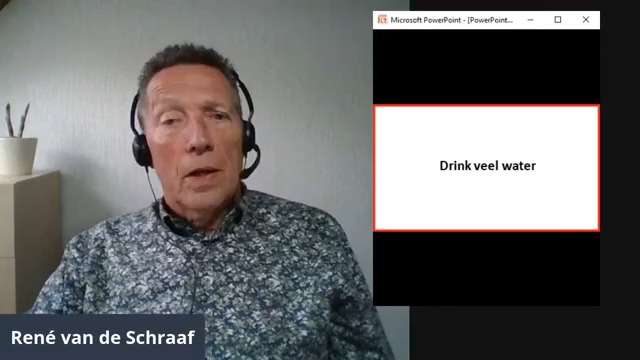 Microsoft PowerPoint - [PowerPoint...
Drink veel water
René van de Schraaf